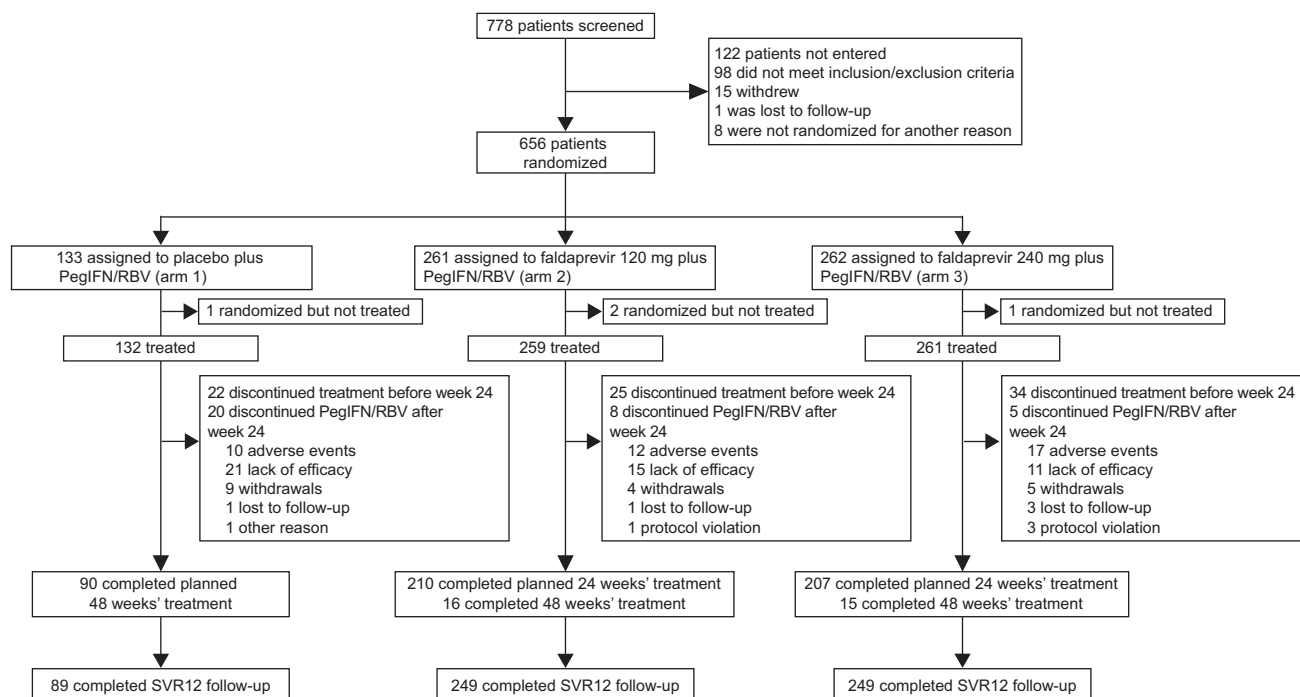 778 patients screened
122 patients not entered
98 did not meet inclusion/exclusion criteria
15 withdrew
1 was lost to follow-up
8 were not randomized for another reason
656 patients
randomized
133 assigned to placebo plus
PegIFN/RBV (arm 1)
261 assigned to faldaprevir 120 mg plus
PegIFN/RBV (arm 2)
262 assigned to faldaprevir 240 mg plus
PegIFN/RBV (arm 3)
1 randomized but not treated
2 randomized but not treated
1 randomized but not treated
132 treated
259 treated
261 treated
22 discontinued treatment before week 24
20 discontinued PegIFN/RBV after
week 24
10 adverse events
21 lack of efficacy
9 withdrawals
1 lost to follow-up
1 other reason
25 discontinued treatment before week 24
8 discontinued PegIFN/RBV after
week 24
12 adverse events
15 lack of efficacy
4 withdrawals
1 lost to follow-up
1 protocol violation
34 discontinued treatment before week 24
5 discontinued PegIFN/RBV after
week 24
17 adverse events
11 lack of efficacy
5 withdrawals
3 lost to follow-up
3 protocol violation
90 completed planned
48 weeks' treatment
210 completed planned 24 weeks' treatment
16 completed 48 weeks' treatment
207 completed planned 24 weeks' treatment
15 completed 48 weeks' treatment
89 completed SVR12 follow-up
249 completed SVR12 follow-up
249 completed SVR12 follow-up